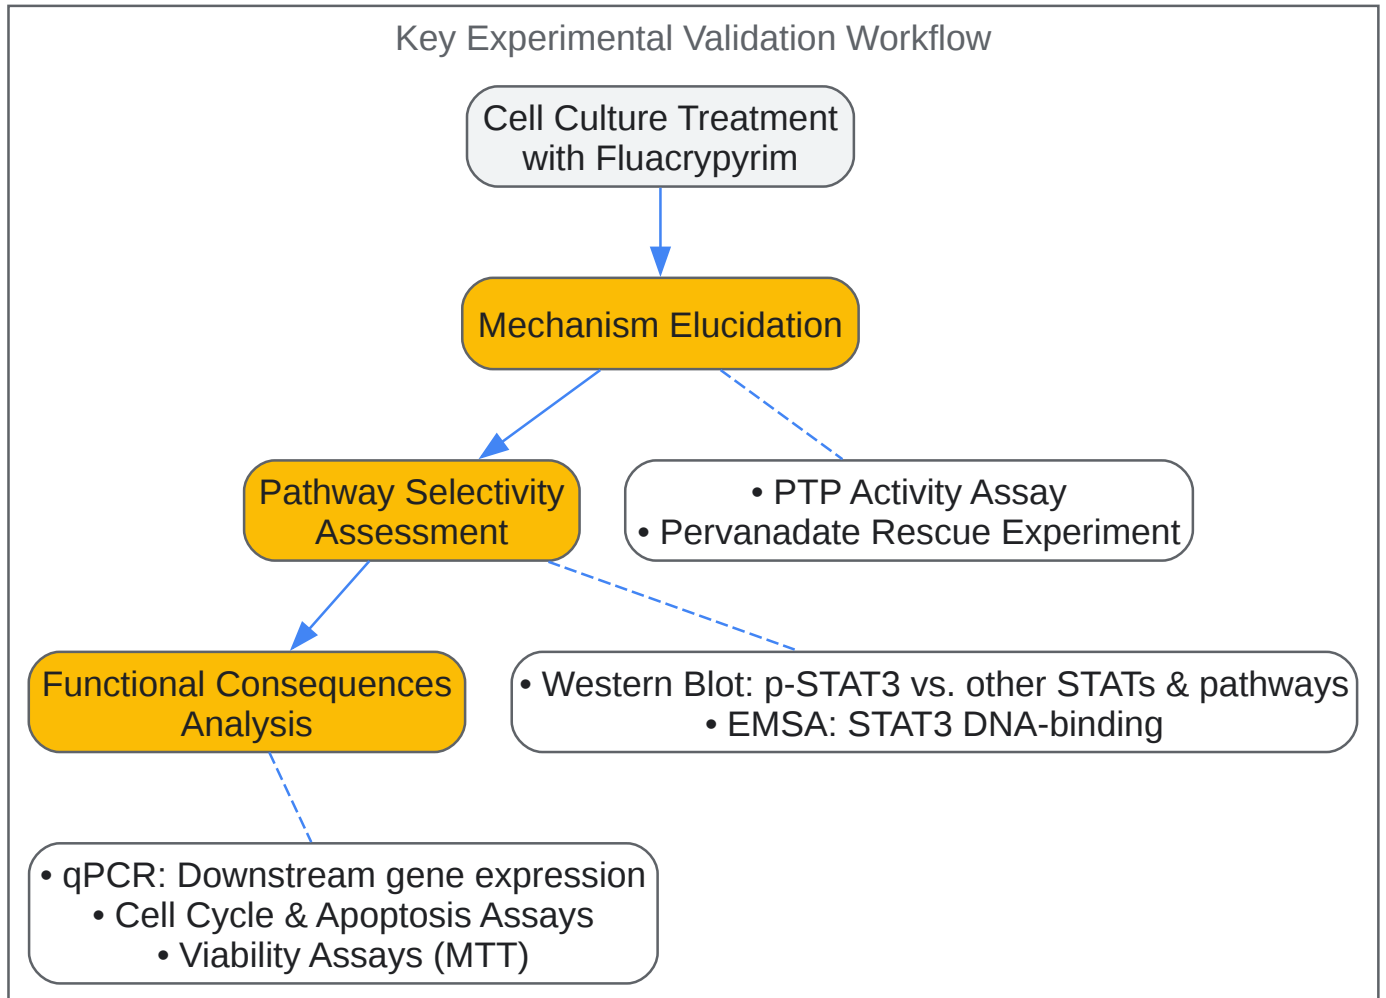 Key Experimental Validation Workflow
Cell Culture Treatment
with Fluacrypyrim
Mechanism Elucidation
Pathway Selectivity
Assessment
• PTP Activity Assay
• Pervanadate Rescue Experiment
Functional Consequences
Analysis
• Western Blot: p-STAT3 vs. other STATs & pathways
• EMSA: STAT3 DNA-binding
• qPCR: Downstream gene expression
• Cell Cycle & Apoptosis Assays
• Viability Assays (MTT)